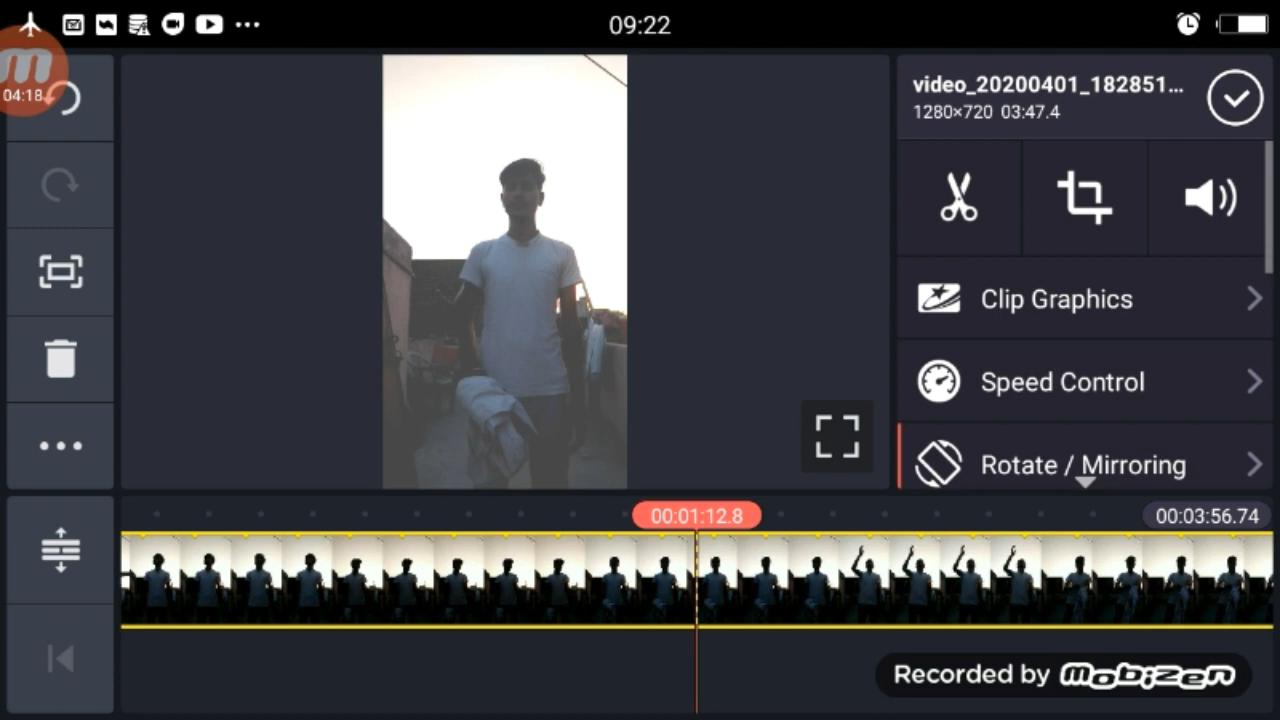 09:22
04:18
video_20200401_182851...
1280×720 03:47.4
Clip Graphics
Speed Control
Rotate / Mirroring
00:01:12.8
00:03:56.74
Recorded by mobizen